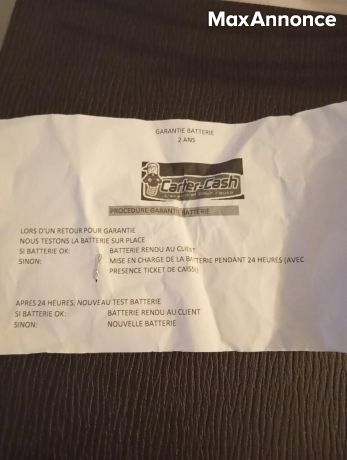 MaxAnnonce
GARANTIE BATTERIE
2 ANS
Carter-Cash
L'essentiel pour l'auto
PROCEDURE GARANTIE BATTERIE
LORS D'UN RETOUR POUR GARANTIE
NOUS TESTONS LA BATTERIE SUR PLACE
SI BATTERIE OK: BATTERIE RENDU AU CLIENT
SINON: MISE EN CHARGE DE LA BATTERIE PENDANT 24 HEURES (AVEC
PRESENCE TICKET DE CAISSE)
APRES 24 HEURES, NOUVEAU TEST BATTERIE
SI BATTERIE OK: BATTERIE RENDU AU CLIENT
SINON: NOUVELLE BATTERIE